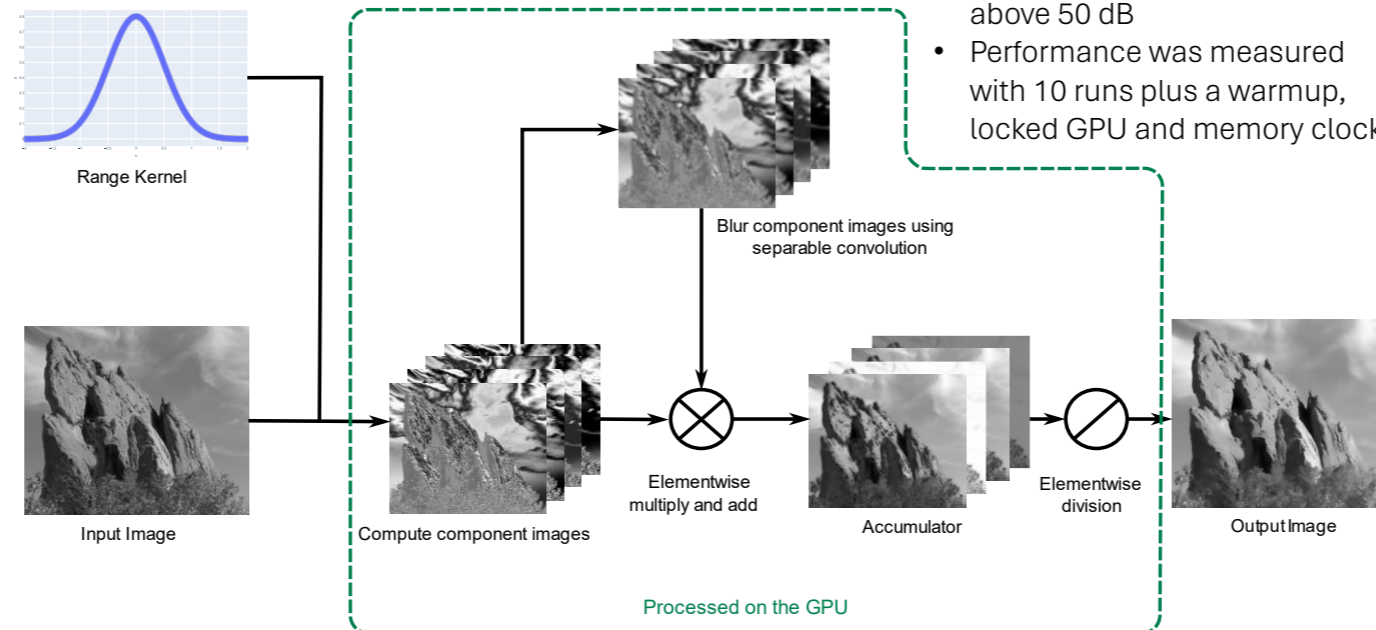 above 50 dB
• Performance was measured
with 10 runs plus a warmup,
locked GPU and memory clock
Range Kernel
Blur component images using
separable convolution
Input Image
Compute component images
Elementwise
multiply and add
Accumulator
Elementwise
division
Output Image
Processed on the GPU